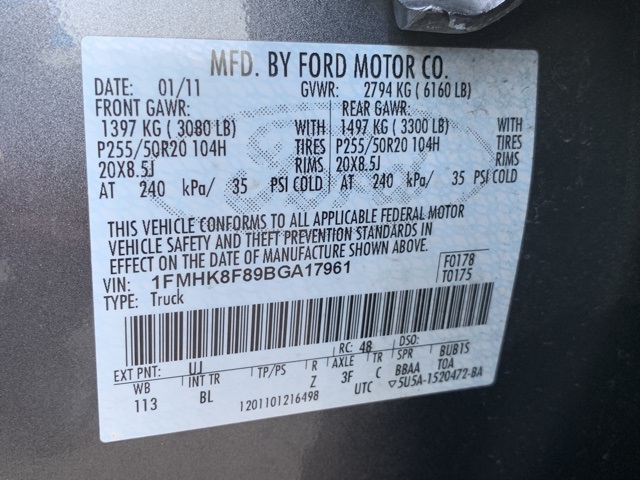 MFD. BY FORD MOTOR CO.
DATE: 01/11 GVWR: 2794 KG ( 6160 LB)
FRONT GAWR: REAR GAWR:
1397 KG ( 3080 LB) WITH 1497 KG ( 3300 LB) WITH
P255/50R20 104H TIRES P255/50R20 104H TIRES
20X8.5J RIMS 20X8.5J RIMS
AT 240 kPa/ 35 PSI COLD AT 240 kPa/ 35 PSI COLD
THIS VEHICLE CONFORMS TO ALL APPLICABLE FEDERAL MOTOR
VEHICLE SAFETY AND THEFT PREVENTION STANDARDS IN
EFFECT ON THE DATE OF MANUFACTURE SHOWN ABOVE.
VIN: 1FMHK8F89BGA17961 F0178
TYPE: Truck T0175
EXT PNT: UJ RC: 48 DSO:
WB INT TR TP/PS R AXLE TR SPR BUB1S
113 BL Z 3F C BBAA TOA
1201101216498 UTC ▽5U5A-1520472-BA